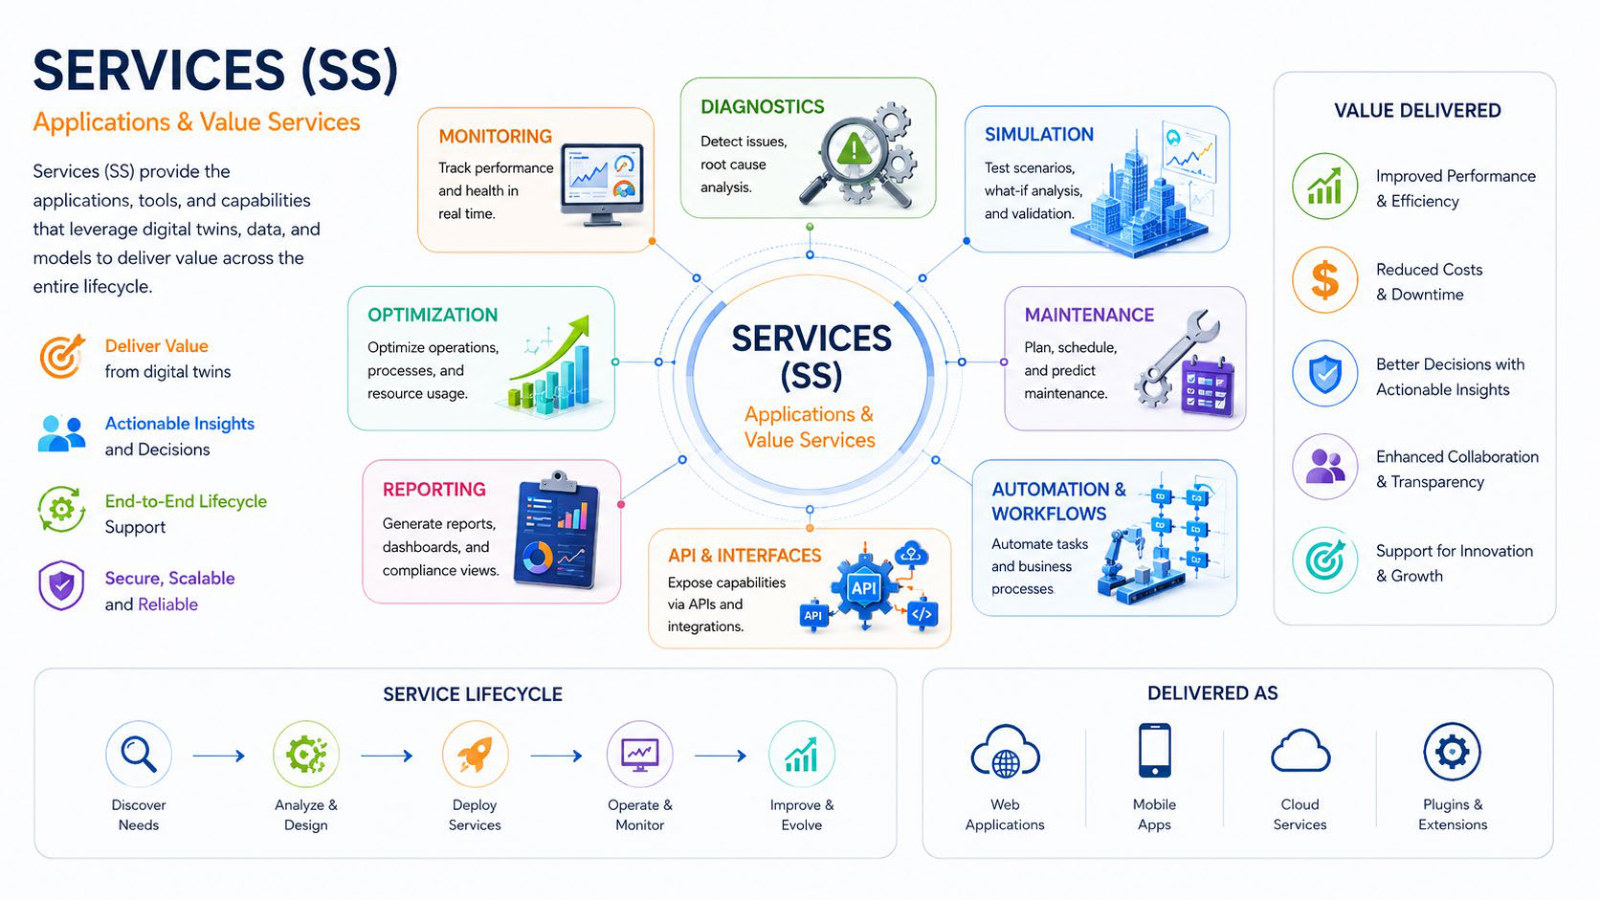 SERVICES (SS)
Applications & Value Services
Services (SS) provide the
applications, tools, and capabilities
that leverage digital twins, data, and
models to deliver value across the
entire lifecycle.
Deliver Value
from digital twins
Actionable Insights
and Decisions
End-to-End Lifecycle
Support
Secure, Scalable
and Reliable
MONITORING
Track performance
and health in
real time.
DIAGNOSTICS
Detect issues,
root cause
analysis.
SIMULATION
Test scenarios,
what-if analysis,
and validation.
OPTIMIZATION
Optimize operations,
processes, and
resource usage.
SERVICES
(SS)
Applications &
Value Services
MAINTENANCE
Plan, schedule,
and predict
maintenance.
REPORTING
Generate reports,
dashboards, and
compliance views.
API & INTERFACES
Expose capabilities
via APIs and
integrations.
API
API
</>
AUTOMATION &
WORKFLOWS
Automate tasks
and business
processes
VALUE DELIVERED
Improved Performance
& Efficiency
$
Reduced Costs
& Downtime
Better Decisions with
Actionable Insights
Enhanced Collaboration
& Transparency
Support for Innovation
& Growth
SERVICE LIFECYCLE
Discover
Needs
Analyze &
Design
Deploy
Services
Operate &
Monitor
Improve &
Evolve
DELIVERED AS
Web
Applications
Mobile
Apps
Cloud
Services
Plugins &
Extensions